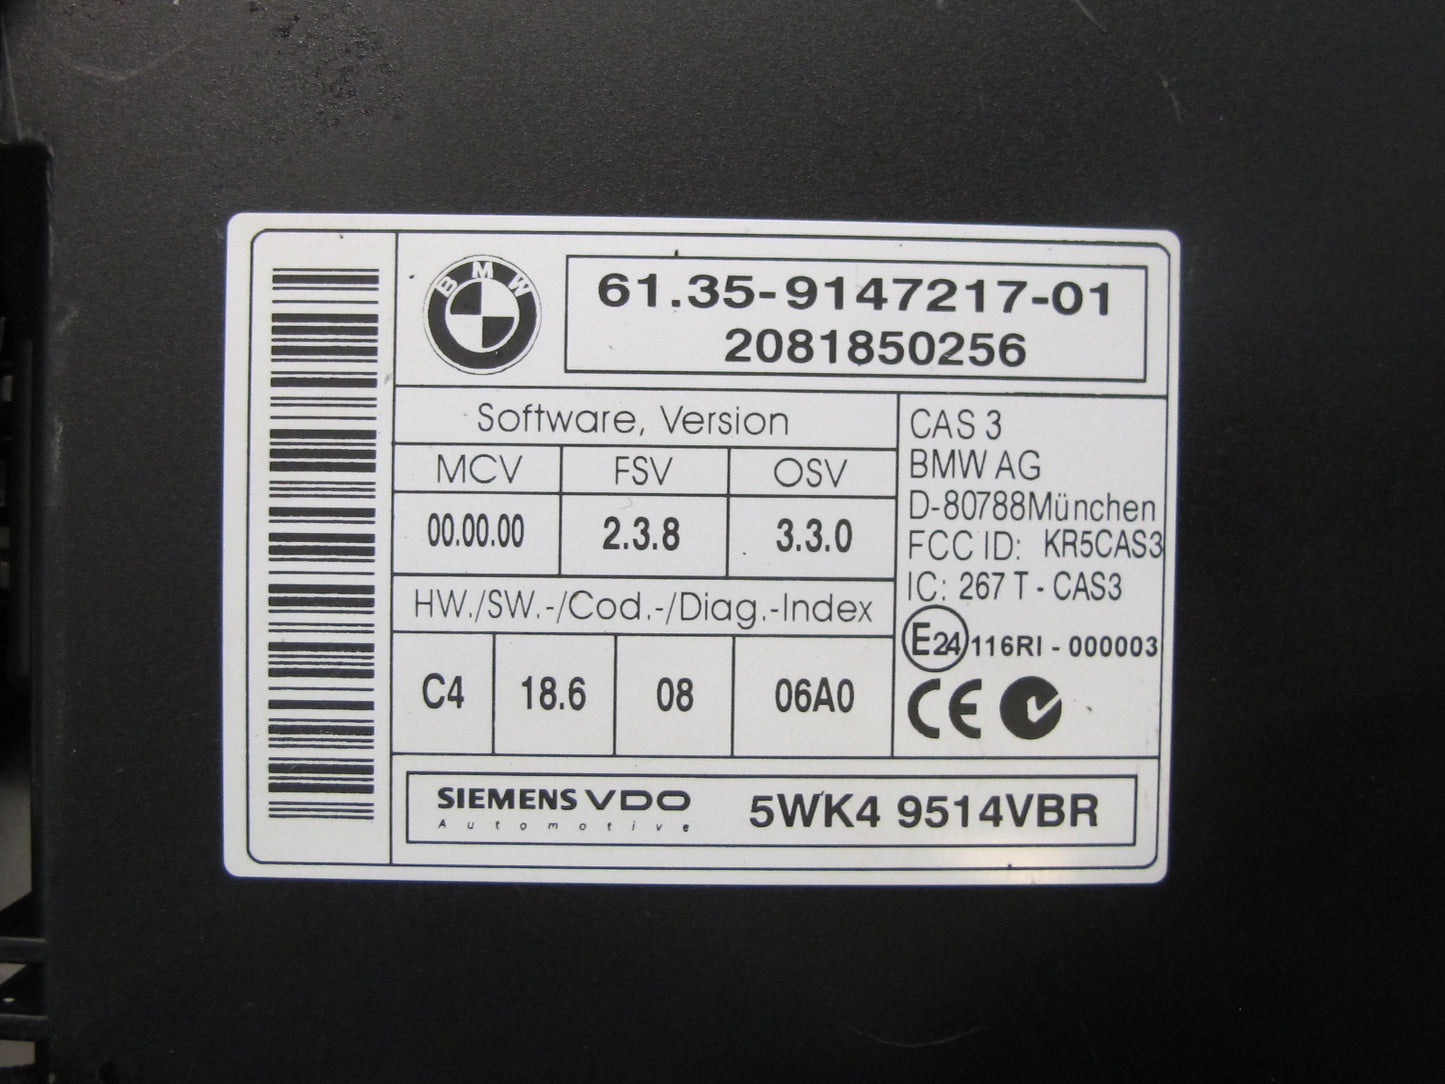 BMW
61.35-9147217-01
2081850256
Software, Version
MCV FSV OSV
00.00.00 2.3.8 3.3.0
HW./SW.-/Cod.-/Diag.-Index
C4 18.6 08 06A0
CAS 3
BMW AG
D-80788München
FCC ID: KR5CAS3
IC: 267 T - CAS3
E24 116RI - 000003
CE
SIEMENS VDO 5WK4 9514VBR
Automotive